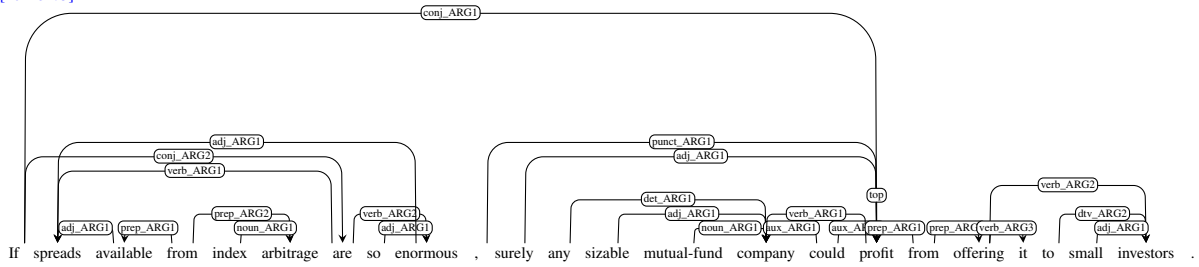 conj_ARG1
adj_ARG1 punct_ARG1
conj_ARG2 adj_ARG1
verb_ARG1
verb_ARG2
top
det_ARG1
prep_ARG2 verb_ARG2 adj_ARG1 verb_ARG1 dtv_ARG2
adj_ARG1 prep_ARG1 noun_ARG1 adj_ARG1 noun_ARG1 aux_ARG1 prep_ARG1 verb_ARG3 adj_ARG1
If spreads available from index arbitrage are so enormous , surely any sizable mutual-fund company could profit from offering it to small investors .